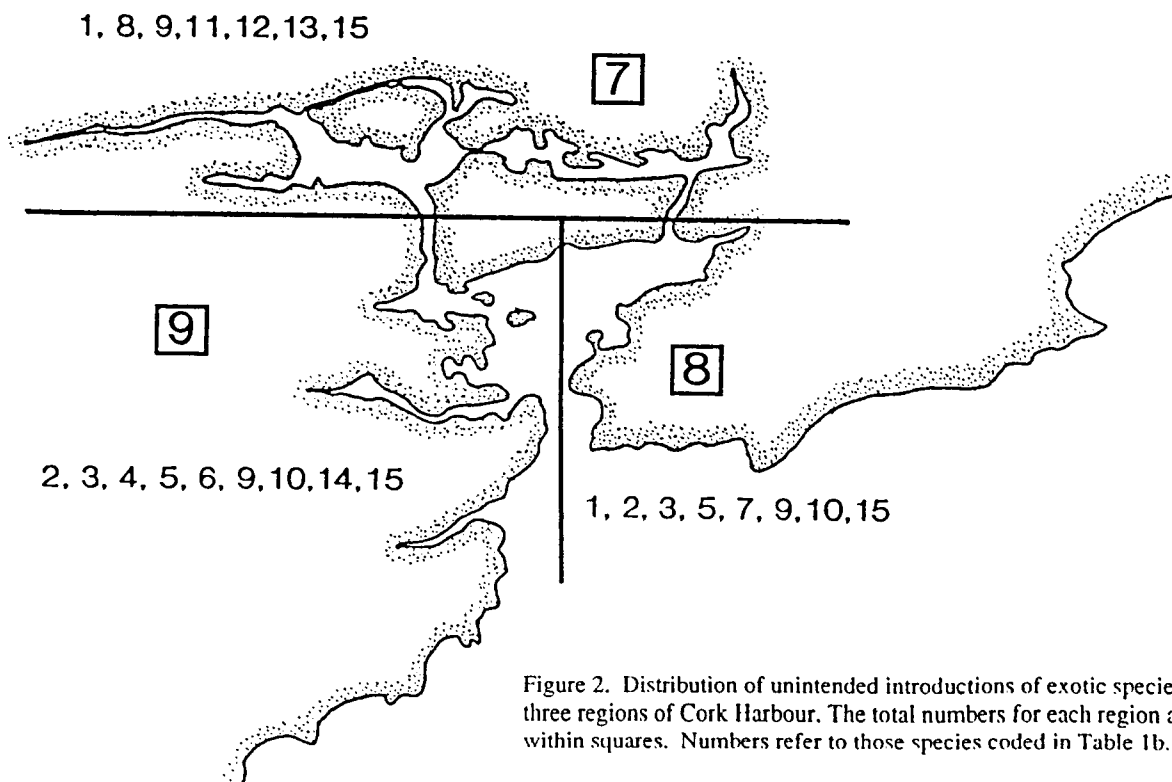 1, 8, 9,11,12,13,15
7
9
8
2, 3, 4, 5, 6, 9,10,14,15
1, 2, 3, 5, 7, 9,10,15
Figure 2. Distribution of unintended introductions of exotic specie
three regions of Cork Harbour. The total numbers for each region a
within squares. Numbers refer to those species coded in Table 1b.